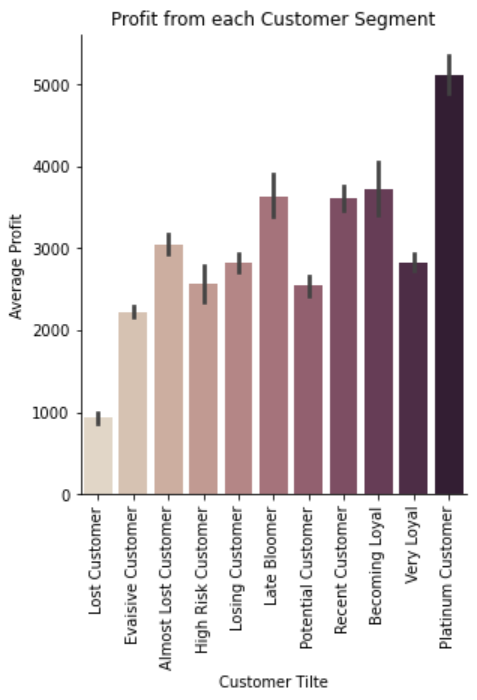 Profit from each Customer Segment
Average Profit
5000
4000
3000
2000
1000
0
Lost Customer
Evaisive Customer
Almost Lost Customer
High Risk Customer
Losing Customer
Late Bloomer
Potential Customer
Recent Customer
Becoming Loyal
Very Loyal
Platinum Customer
Customer Tilte